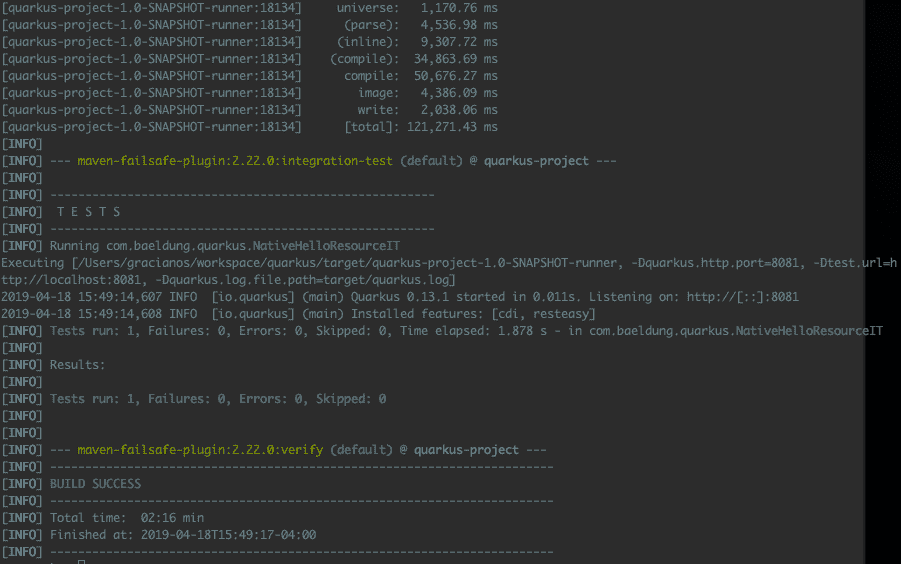 [quarkus-project-1.0-SNAPSHOT-runner:18134]     universe:   1,170.76 ms
[quarkus-project-1.0-SNAPSHOT-runner:18134]      (parse):   4,536.98 ms
[quarkus-project-1.0-SNAPSHOT-runner:18134]     (inline):   9,307.72 ms
[quarkus-project-1.0-SNAPSHOT-runner:18134]    (compile):  34,863.69 ms
[quarkus-project-1.0-SNAPSHOT-runner:18134]      compile:  50,676.27 ms
[quarkus-project-1.0-SNAPSHOT-runner:18134]        image:   4,386.09 ms
[quarkus-project-1.0-SNAPSHOT-runner:18134]        write:   2,038.06 ms
[quarkus-project-1.0-SNAPSHOT-runner:18134]      [total]: 121,271.43 ms
[INFO]
[INFO] --- maven-failsafe-plugin:2.22.0:integration-test (default) @ quarkus-project ---
[INFO]
[INFO] -------------------------------------------------------
[INFO]  T E S T S
[INFO] -------------------------------------------------------
[INFO] Running com.baeldung.quarkus.NativeHelloResourceIT
Executing [/Users/gracianos/workspace/quarkus/target/quarkus-project-1.0-SNAPSHOT-runner, -Dquarkus.http.port=8081, -Dtest.url=h
ttp://localhost:8081, -Dquarkus.log.file.path=target/quarkus.log]
2019-04-18 15:49:14,607 INFO  [io.quarkus] (main) Quarkus 0.13.1 started in 0.011s. Listening on: http://[::]:8081
2019-04-18 15:49:14,608 INFO  [io.quarkus] (main) Installed features: [cdi, resteasy]
[INFO] Tests run: 1, Failures: 0, Errors: 0, Skipped: 0, Time elapsed: 1.878 s - in com.baeldung.quarkus.NativeHelloResourceIT
[INFO]
[INFO] Results:
[INFO]
[INFO] Tests run: 1, Failures: 0, Errors: 0, Skipped: 0
[INFO]
[INFO]
[INFO] --- maven-failsafe-plugin:2.22.0:verify (default) @ quarkus-project ---
[INFO] ------------------------------------------------------------------------
[INFO] BUILD SUCCESS
[INFO] ------------------------------------------------------------------------
[INFO] Total time:  02:16 min
[INFO] Finished at: 2019-04-18T15:49:17-04:00
[INFO] ------------------------------------------------------------------------